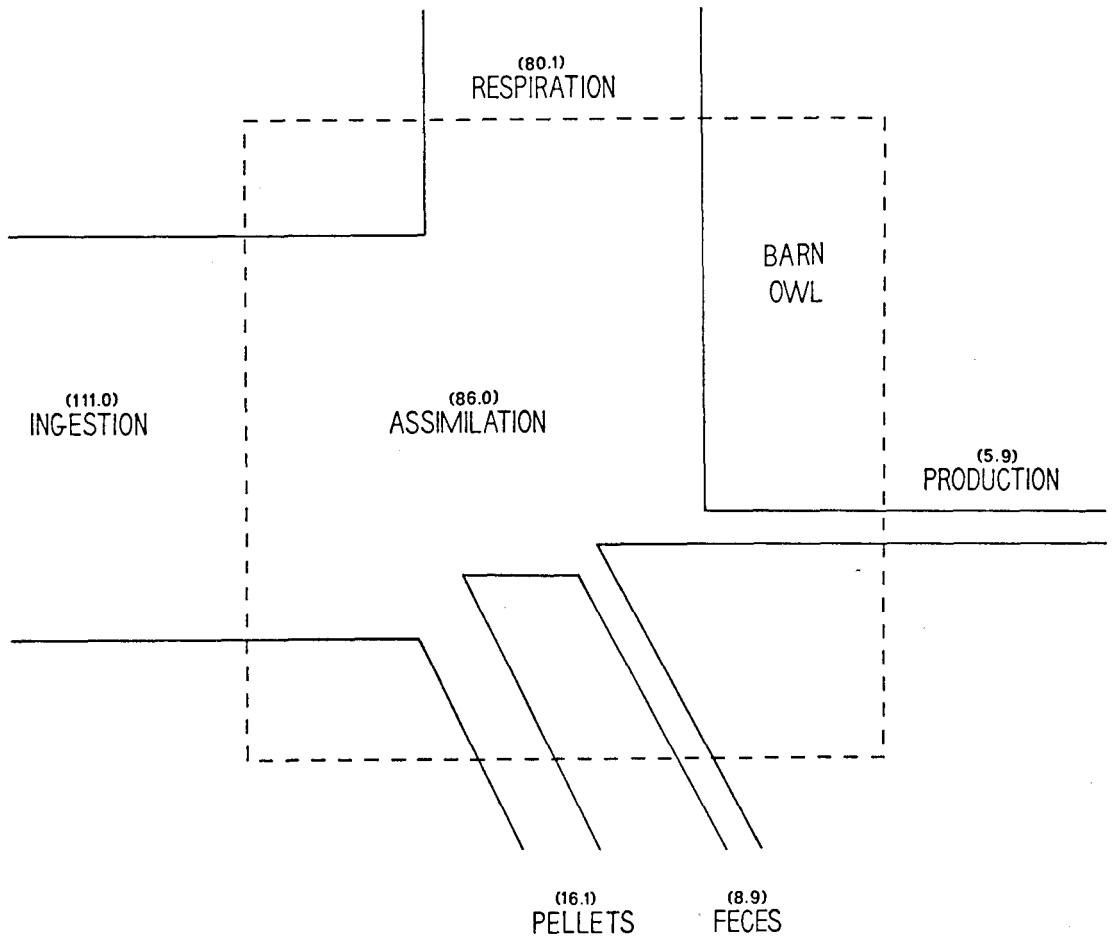 (80.1)
RESPIRATION
BARN
OWL
(111.0)
INGESTION
(86.0)
ASSIMILATION
(5.9)
PRODUCTION
(16.1)
PELLETS
(8.9)
FECES